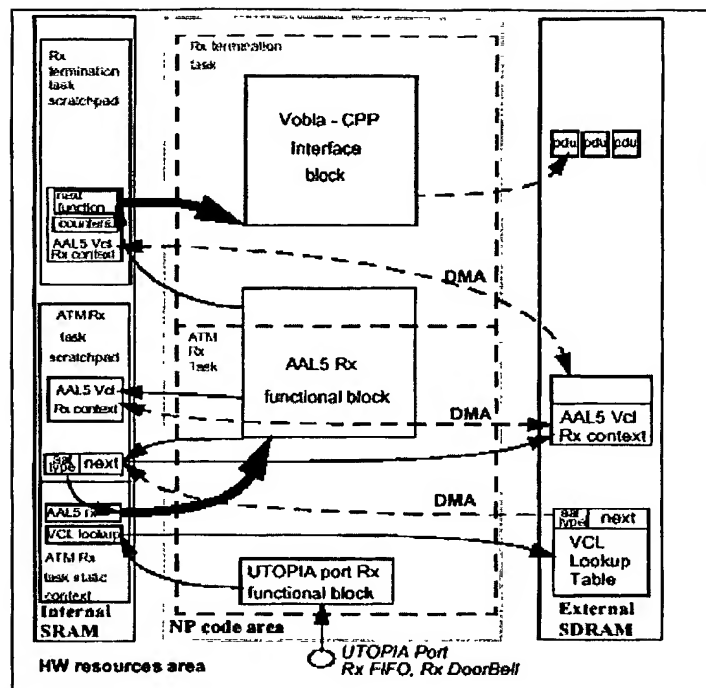 Rx
termination
task
scratchpad
next
function
counters
AAL5 Vcl
Rx context
ATM Rx
task
scratchpad
AAL5 Vcl
Rx context
aal
type
next
AAL5 rx
VCL lookup
ATM Rx
task static
context
Internal
SRAM
HW resources area
Rx termination
task
Vobla - CPP
Interface
block
ATM
Rx
Task
AAL5 Rx
functional block
UTOPIA port Rx
functional block
NP code area
UTOPIA Port
Rx FIFO, Rx DoorBell
DMA
DMA
DMA
pdu pdu pdu
AAL5 Vcl
Rx context
aal
type
next
VCL
Lookup
Table
External
SDRAM